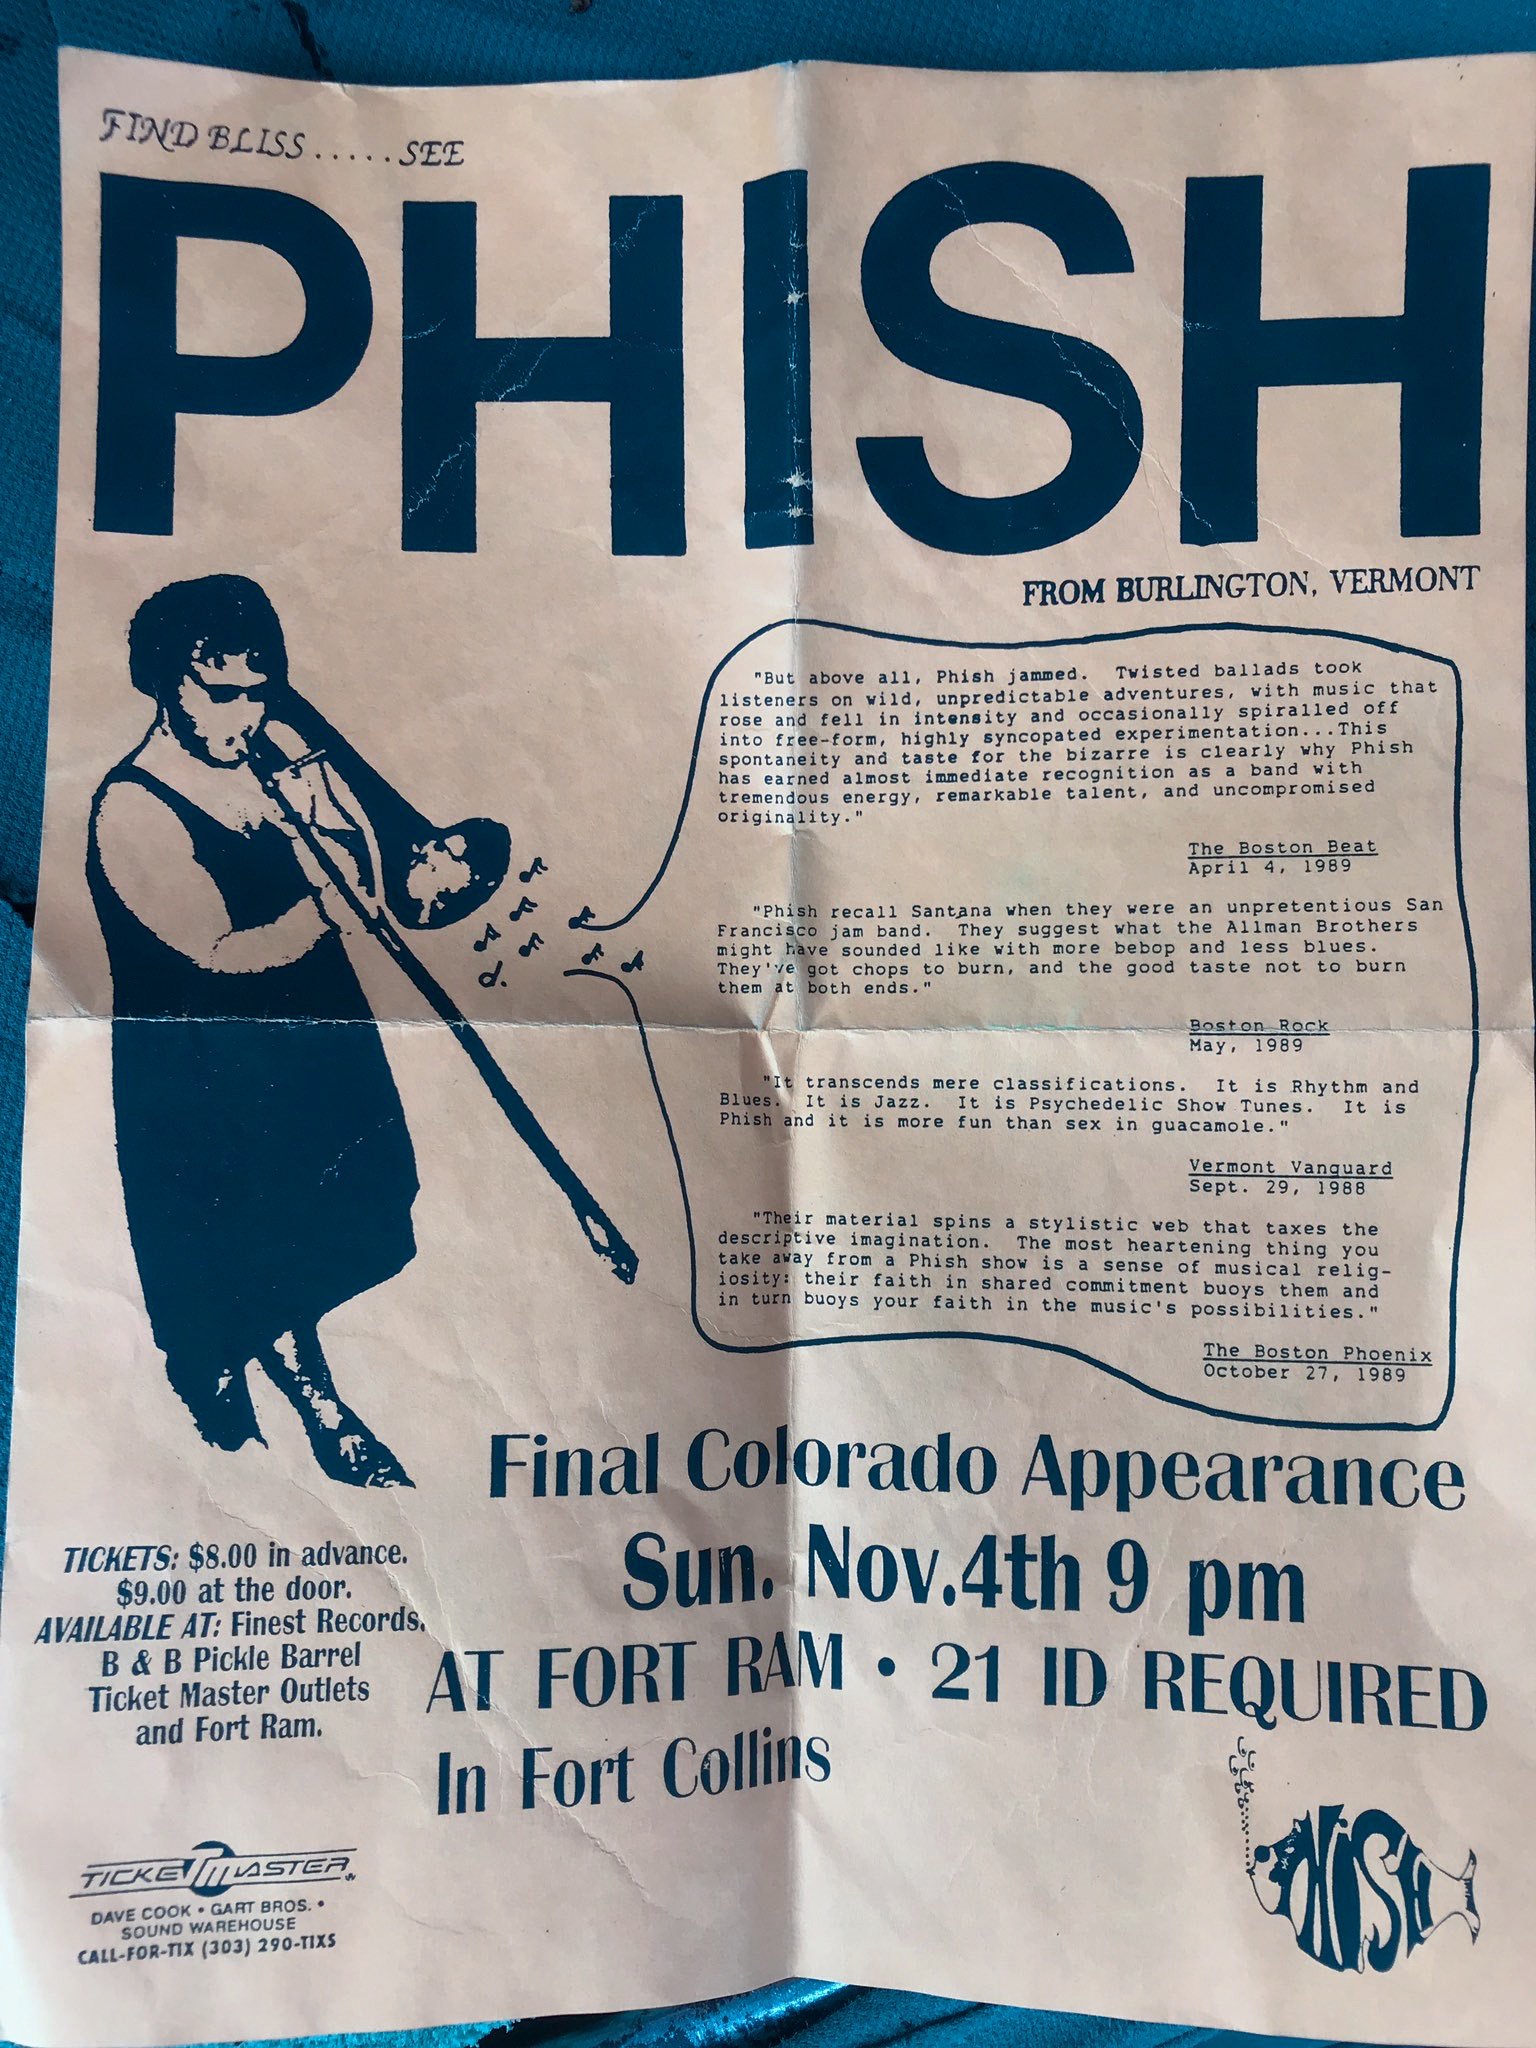 FIND BLISS.....SEE
PHISH
FROM BURLINGTON, VERMONT
"But above all, Phish jammed. Twisted ballads took
listeners on wild, unpredictable adventures, with music that
rose and fell in intensity and occasionally spiralled off
into free-form, highly syncopated experimentation...This
spontaneity and taste for the bizarre is clearly why Phish
has earned almost immediate recognition as a band with
tremendous energy, remarkable talent, and uncompromised
originality."
The Boston Beat
April 4, 1989
"Phish recall Santana when they were an unpretentious San
Francisco jam band. They suggest what the Allman Brothers
might have sounded like with more bebop and less blues.
They've got chops to burn, and the good taste not to burn
them at both ends."
Boston Rock
May, 1989
"It transcends mere classifications. It is Rhythm and
Blues. It is Jazz. It is Psychedelic Show Tunes. It is
Phish and it is more fun than sex in guacamole."
Vermont Vanguard
Sept. 29, 1988
"Their material spins a stylistic web that taxes the
descriptive imagination. The most heartening thing you
take away from a Phish show is a sense of musical relig-
iosity: their faith in shared commitment buoys them and
in turn buoys your faith in the music's possibilities."
The Boston Phoenix
October 27, 1989
Final Colorado Appearance
Sun. Nov.4th 9 pm
AT FORT RAM • 21 ID REQUIRED
In Fort Collins
TICKETS: $8.00 in advance.
$9.00 at the door.
AVAILABLE AT: Finest Records,
B & B Pickle Barrel
Ticket Master Outlets
and Fort Ram.
TICKETMASTER
DAVE COOK • GART BROS. •
SOUND WAREHOUSE
CALL-FOR-TIX (303) 290-TIXS
PHiSH